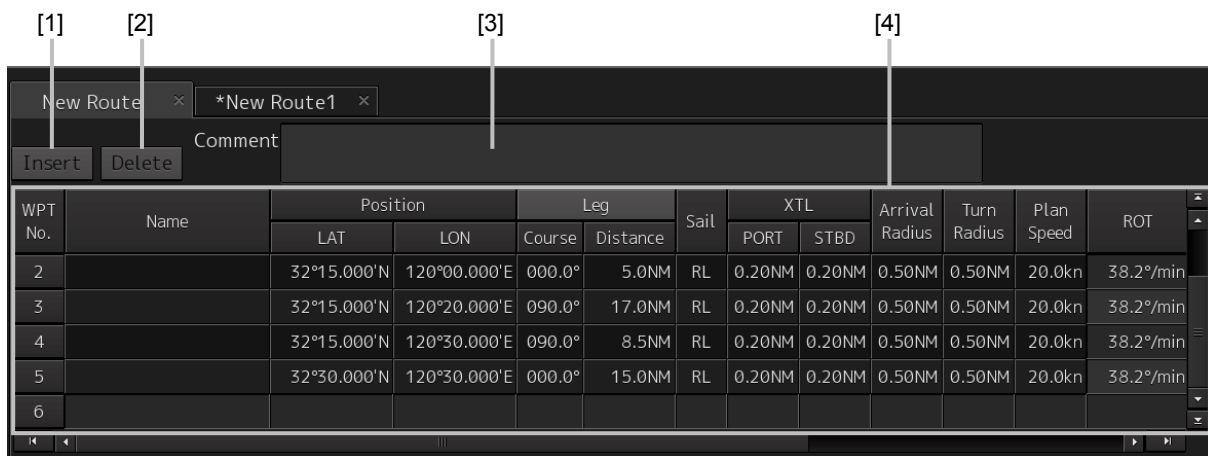 [1] [2] [3] [4]
New Route × *New Route1 ×
Insert Delete Comment
WPT No. Name Position Leg Sail XTL Arrival Radius Turn Radius Plan Speed ROT
LAT LON Course Distance PORT STBD
2 32°15.000'N 120°00.000'E 000.0° 5.0NM RL 0.20NM 0.20NM 0.50NM 0.50NM 20.0kn 38.2°/min
3 32°15.000'N 120°20.000'E 090.0° 17.0NM RL 0.20NM 0.20NM 0.50NM 0.50NM 20.0kn 38.2°/min
4 32°15.000'N 120°30.000'E 090.0° 8.5NM RL 0.20NM 0.20NM 0.50NM 0.50NM 20.0kn 38.2°/min
5 32°30.000'N 120°30.000'E 000.0° 15.0NM RL 0.20NM 0.20NM 0.50NM 0.50NM 20.0kn 38.2°/min
6